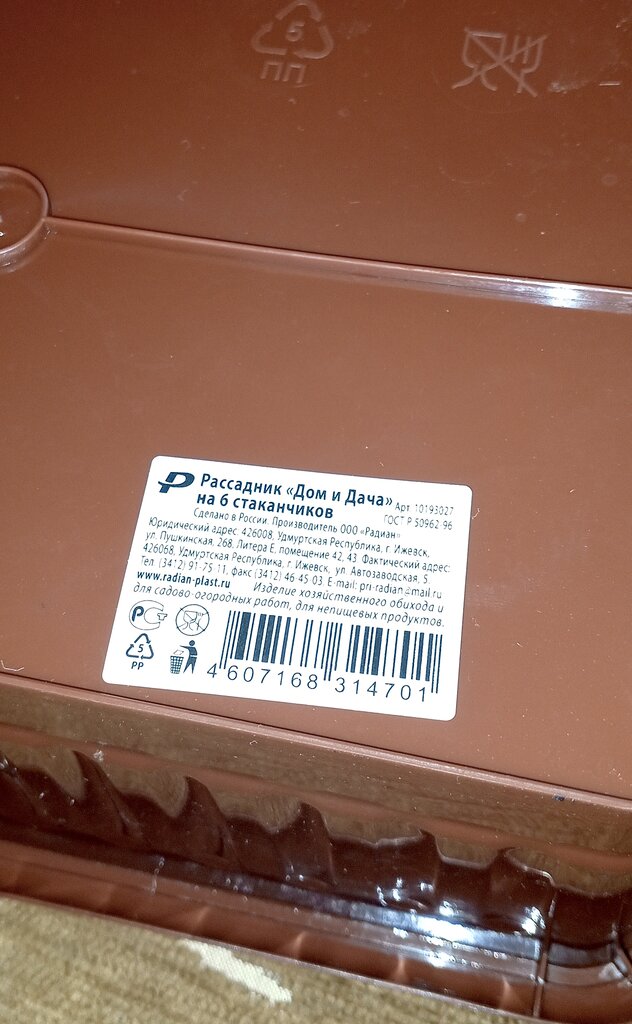 6
ПП
Рассадник «Дом и Дача»
Арт. 10193027
на 6 стаканчиков
ГОСТ Р 50962-96
Сделано в России. Производитель ООО «Радиан»
Юридический адрес: 426008, Удмуртская Республика, г. Ижевск,
ул. Пушкинская, 268, Литера Е, помещение 42, 43 Фактический адрес:
426068, Удмуртская Республика, г. Ижевск, ул. Автозаводская, 5
Тел. (3412) 91-75-11, факс (3412) 46-45-03 E-mail: pri-radian@mail.ru
www.radian-plast.ru Изделие хозяйственного обихода и
для садово-огородных работ, для непищевых продуктов.
5
PP
4 607168 314701